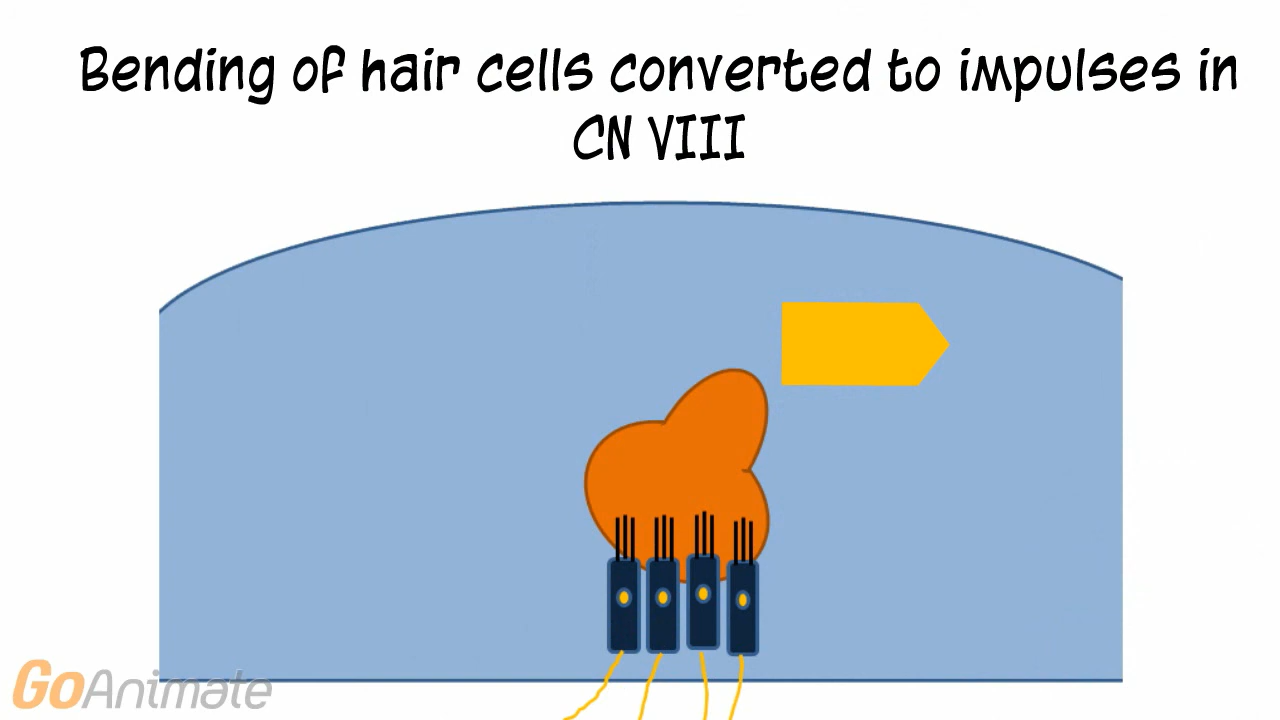 Bending of hair cells converted to impulses in
CN VIII
GoAnimate